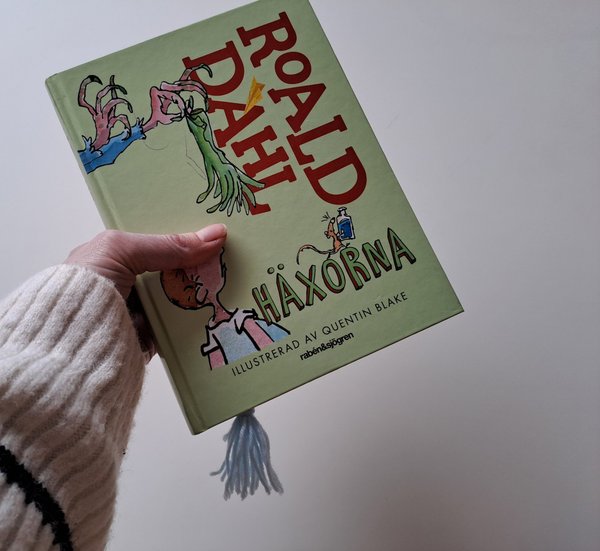 ROALD
DAHL
HÄXORNA
ILLUSTRERAD AV QUENTIN BLAKE
rabén&sjögren